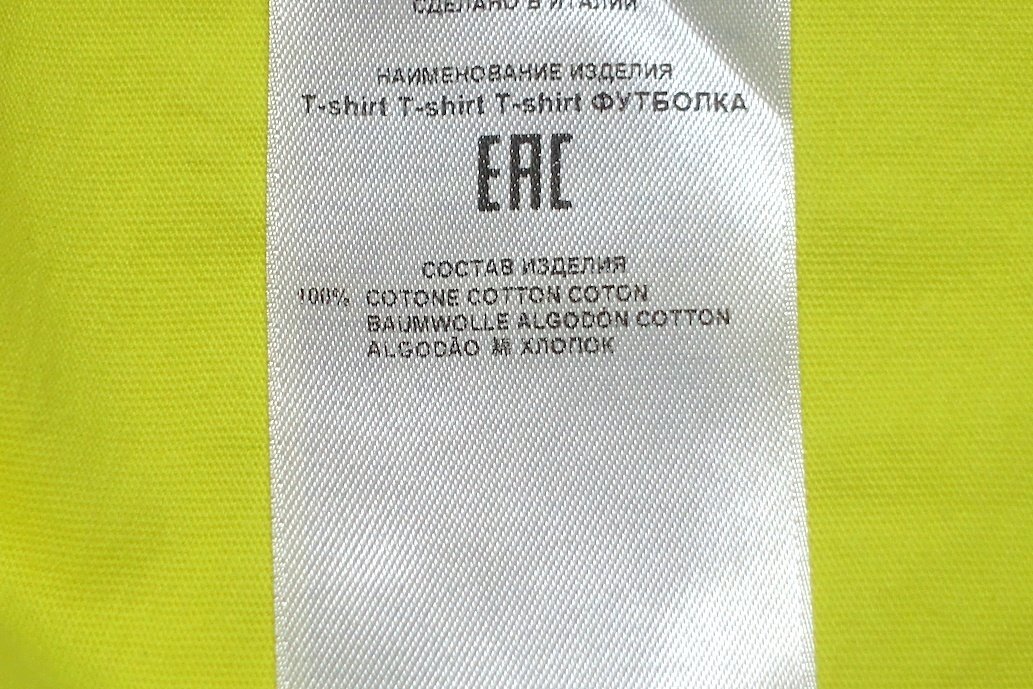 СДЕЛАНО В ИТАЛИИ
НАИМЕНОВАНИЕ ИЗДЕЛИЯ
T-shirt T-shirt T-shirt ФУТБОЛКА
EAC
СОСТАВ ИЗДЕЛИЯ
100% COTONE COTTON COTON
BAUMWOLLE ALGODÓN COTTON
ALGODÃO 綿 ХЛОПОК